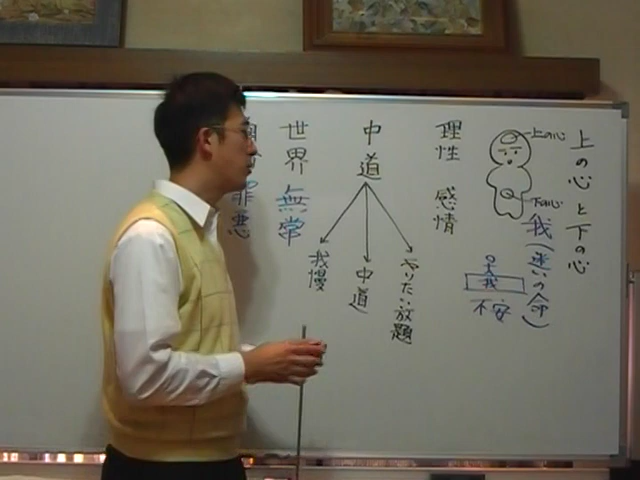 上の心と下の心
上の心
下の心
我(迷いの命)
我
不安
理性 感情
中道
やりたい放題
中道
我慢
世界 無常
罪悪